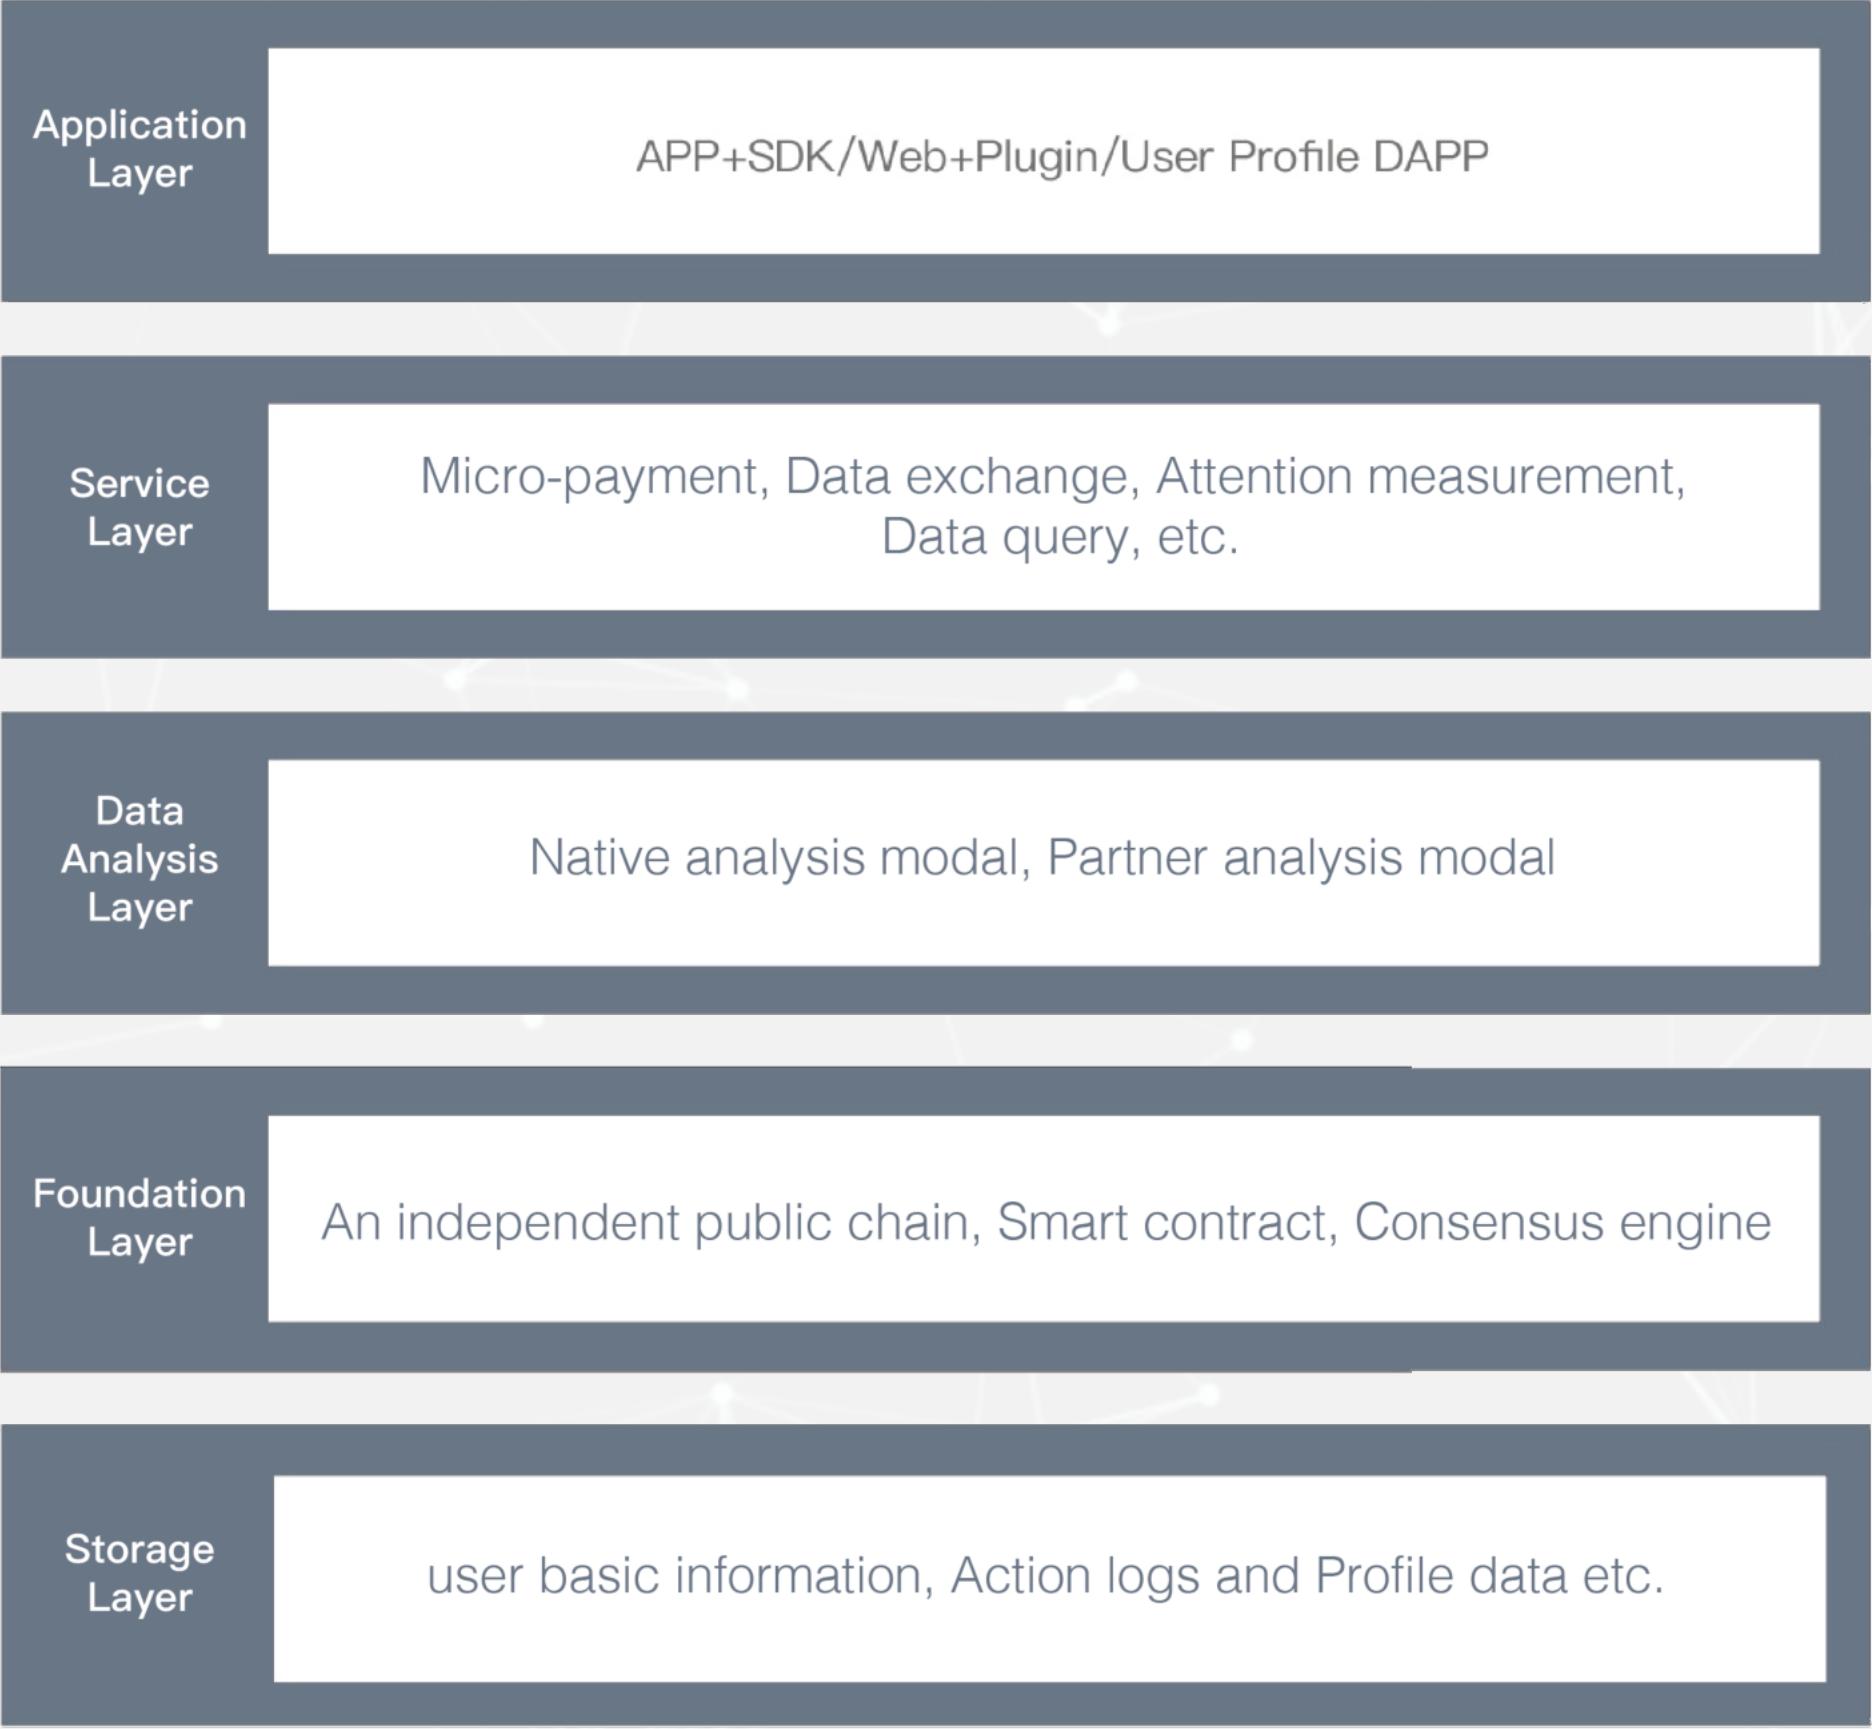 Application
Layer
APP+SDK/Web+Plugin/User Profile DAPP
Service
Layer
Micro-payment, Data exchange, Attention measurement,
Data query, etc.
Data
Analysis
Layer
Native analysis modal, Partner analysis modal
Foundation
Layer
An independent public chain, Smart contract, Consensus engine
Storage
Layer
user basic information, Action logs and Profile data etc.